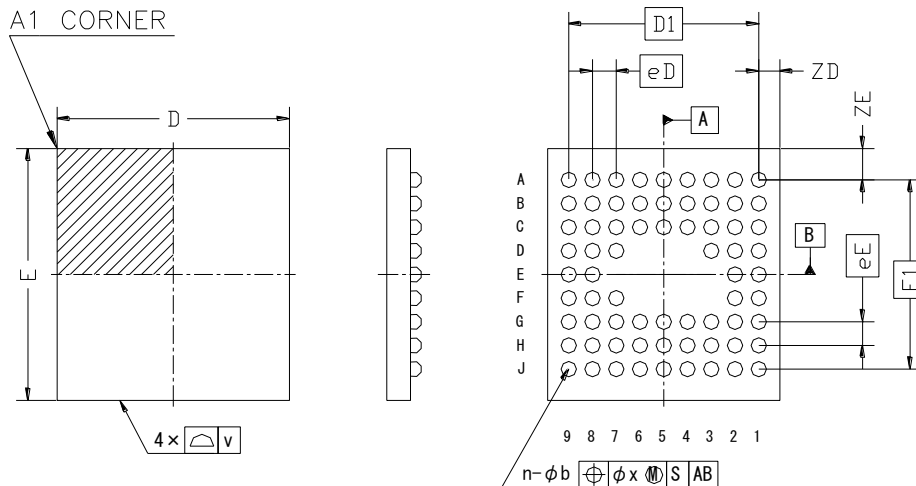 A1 CORNER
D
E
4× v
D1
eD
ZD
ZE
A
B
eE
E1
A
B
C
D
E
F
G
H
J
9 8 7 6 5 4 3 2 1
n-φb φx Ⓜ S AB